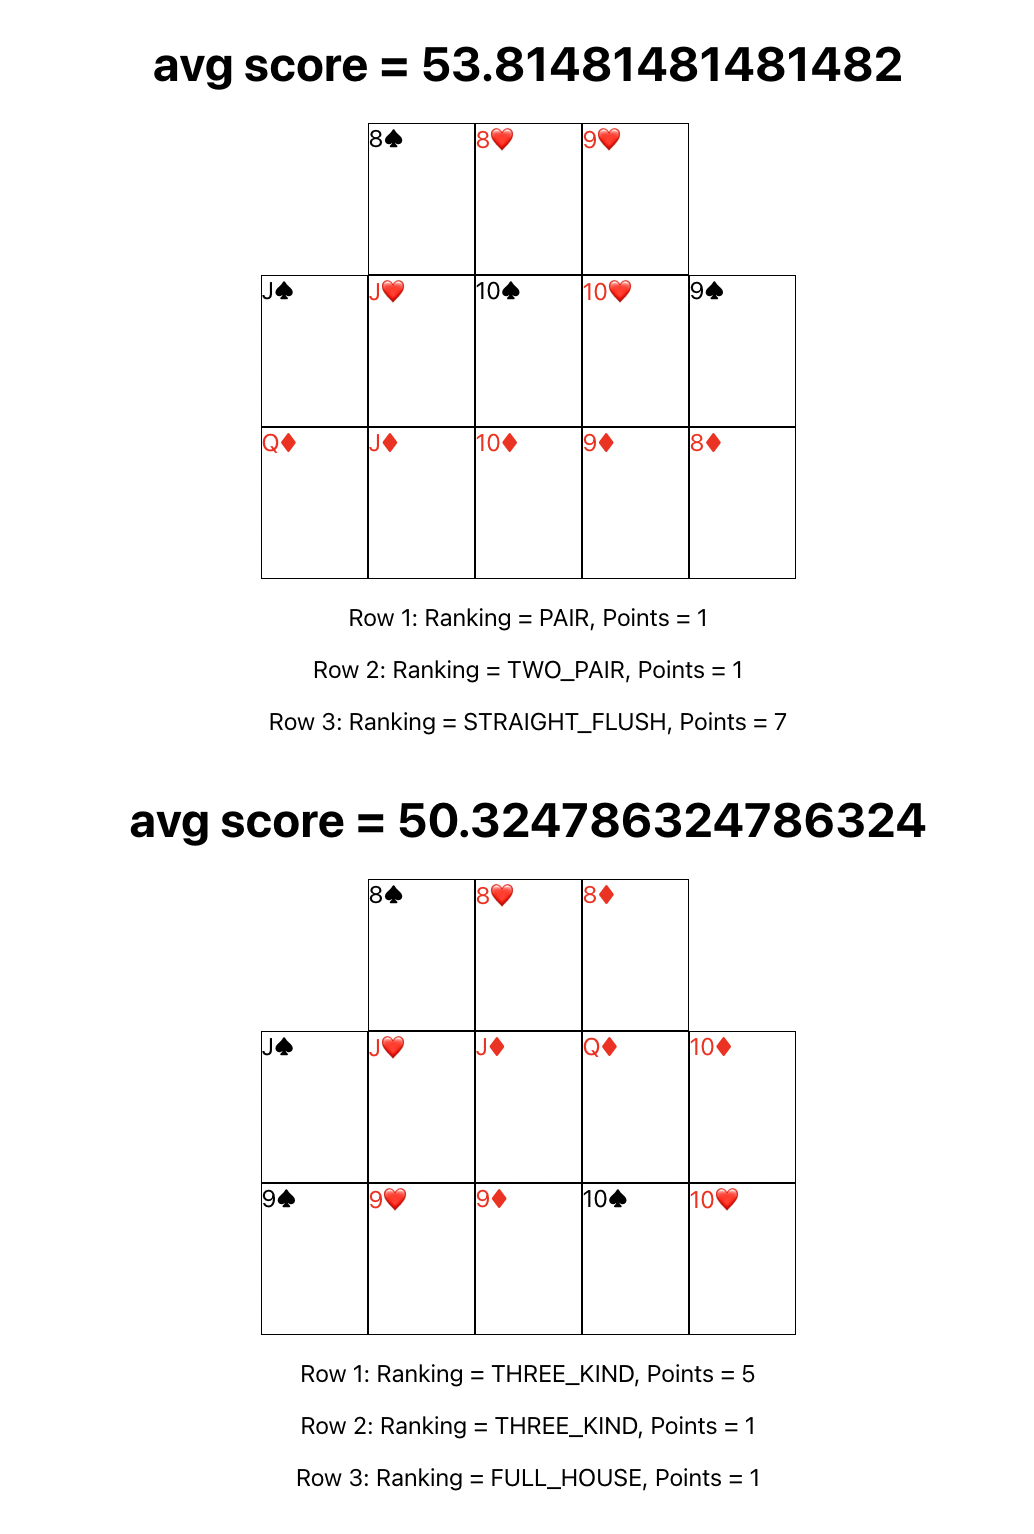 avg score = 53.81481481481482
8♠ 8♥ 9♥
J♠ J♥ 10♠ 10♥ 9♠
Q♦ J♦ 10♦ 9♦ 8♦
Row 1: Ranking = PAIR, Points = 1
Row 2: Ranking = TWO_PAIR, Points = 1
Row 3: Ranking = STRAIGHT_FLUSH, Points = 7
avg score = 50.324786324786324
8♠ 8♥ 8♦
J♠ J♥ J♦ Q♦ 10♦
9♠ 9♥ 9♦ 10♠ 10♥
Row 1: Ranking = THREE_KIND, Points = 5
Row 2: Ranking = THREE_KIND, Points = 1
Row 3: Ranking = FULL_HOUSE, Points = 1